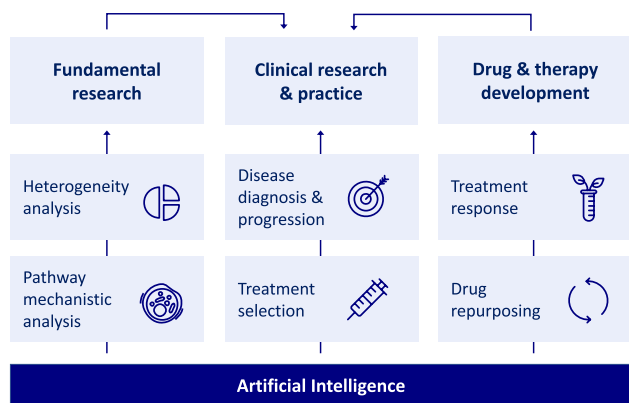 Fundamental
research
Clinical research
& practice
Drug & therapy
development
Heterogeneity
analysis
Disease
diagnosis &
progression
Treatment
response
Pathway
mechanistic
analysis
Treatment
selection
Drug
repurposing
Artificial Intelligence